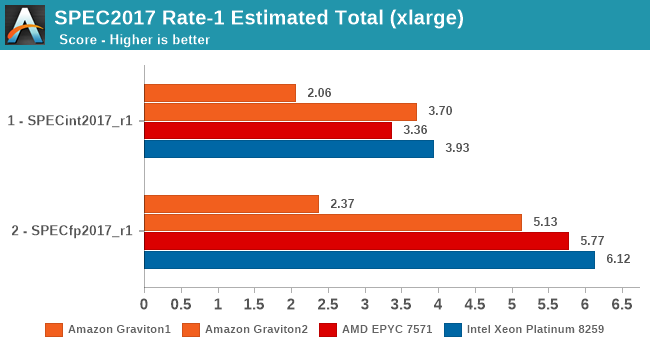 SPEC2017 Rate-1 Estimated Total (xlarge)
Score - Higher is better
1 - SPECint2017_r1
2.06
3.70
3.36
3.93
2 - SPECfp2017_r1
2.37
5.13
5.77
6.12
0 0.5 1 1.5 2 2.5 3 3.5 4 4.5 5 5.5 6 6.5
Amazon Graviton1 Amazon Graviton2 AMD EPYC 7571 Intel Xeon Platinum 8259